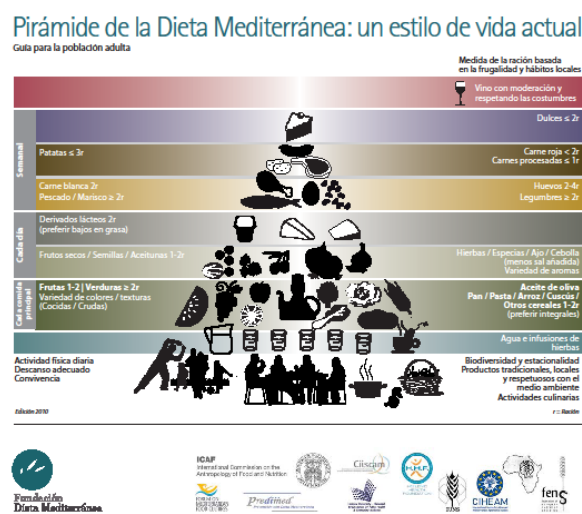 Pirámide de la Dieta Mediterránea: un estilo de vida actual
Guía para la población adulta
Medida de la ración basada
en la frugalidad y hábitos locales
Vino con moderación y
respetando las costumbres
Semanal
Dulces ≤ 2r
Patatas ≤ 3r
Carne roja < 2r
Carnes procesadas ≤ 1r
Carne blanca 2r
Pescado / Marisco ≥ 2r
Huevos 2-4r
Legumbres ≥ 2r
Cada día
Derivados lácteos 2r
(preferir bajos en grasa)
Frutos secos / Semillas / Aceitunas 1-2r
Hierbas / Especias / Ajo / Cebolla
(menos sal añadida)
Variedad de aromas
Cada comida
principal
Frutas 1-2 | Verduras ≥ 2r
Variedad de colores / texturas
(Cocidas / Crudas)
Aceite de oliva
Pan / Pasta / Arroz / Cuscús /
Otros cereales 1-2r
(preferir integrales)
Agua e infusiones de
hierbas
Actividad física diaria
Descanso adecuado
Convivencia
Biodiversidad y estacionalidad
Productos tradicionales, locales
y respetuosos con el
medio ambiente
Actividades culinarias
Edición 2010
r = Ración
Fundación
Dieta Mediterránea
ICAF
International Commission on the
Anthropology of Food and Nutrition
Predimed
Ciiscam
CIHEAM
fens